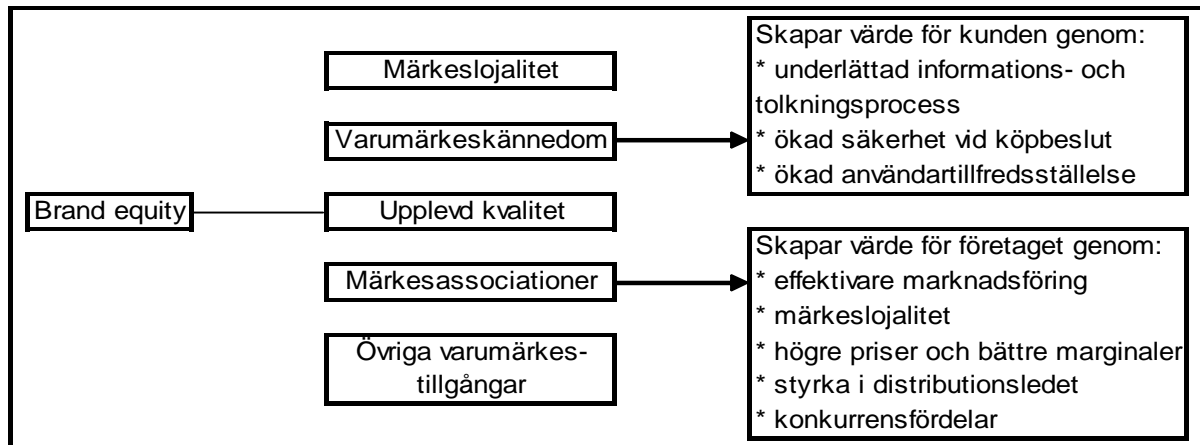 Brand equity
Märkeslojalitet
Varumärkeskännedom
Upplevd kvalitet
Märkesassociationer
Övriga varumärkes-
tillgångar
Skapar värde för kunden genom:
* underlättad informations- och
tolkningsprocess
* ökad säkerhet vid köpbeslut
* ökad användartillfredsställelse
Skapar värde för företaget genom:
* effektivare marknadsföring
* märkeslojalitet
* högre priser och bättre marginaler
* styrka i distributionsledet
* konkurrensfördelar